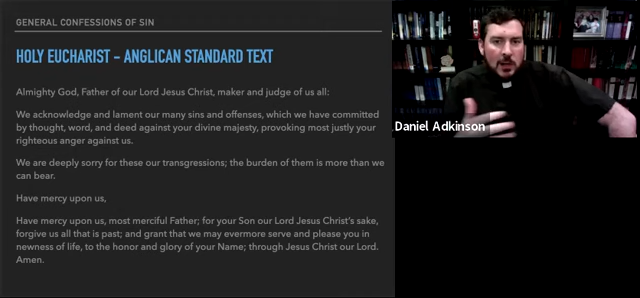 GENERAL CONFESSIONS OF SIN
HOLY EUCHARIST - ANGLICAN STANDARD TEXT
Almighty God, Father of our Lord Jesus Christ, maker and judge of us all:
We acknowledge and lament our many sins and offenses, which we have committed
by thought, word, and deed against your divine majesty, provoking most justly your
righteous anger against us.
We are deeply sorry for these our transgressions; the burden of them is more than we
can bear.
Have mercy upon us,
Have mercy upon us, most merciful Father; for your Son our Lord Jesus Christ's sake,
forgive us all that is past; and grant that we may evermore serve and please you in
newness of life, to the honor and glory of your Name; through Jesus Christ our Lord.
Amen.
Daniel Adkinson